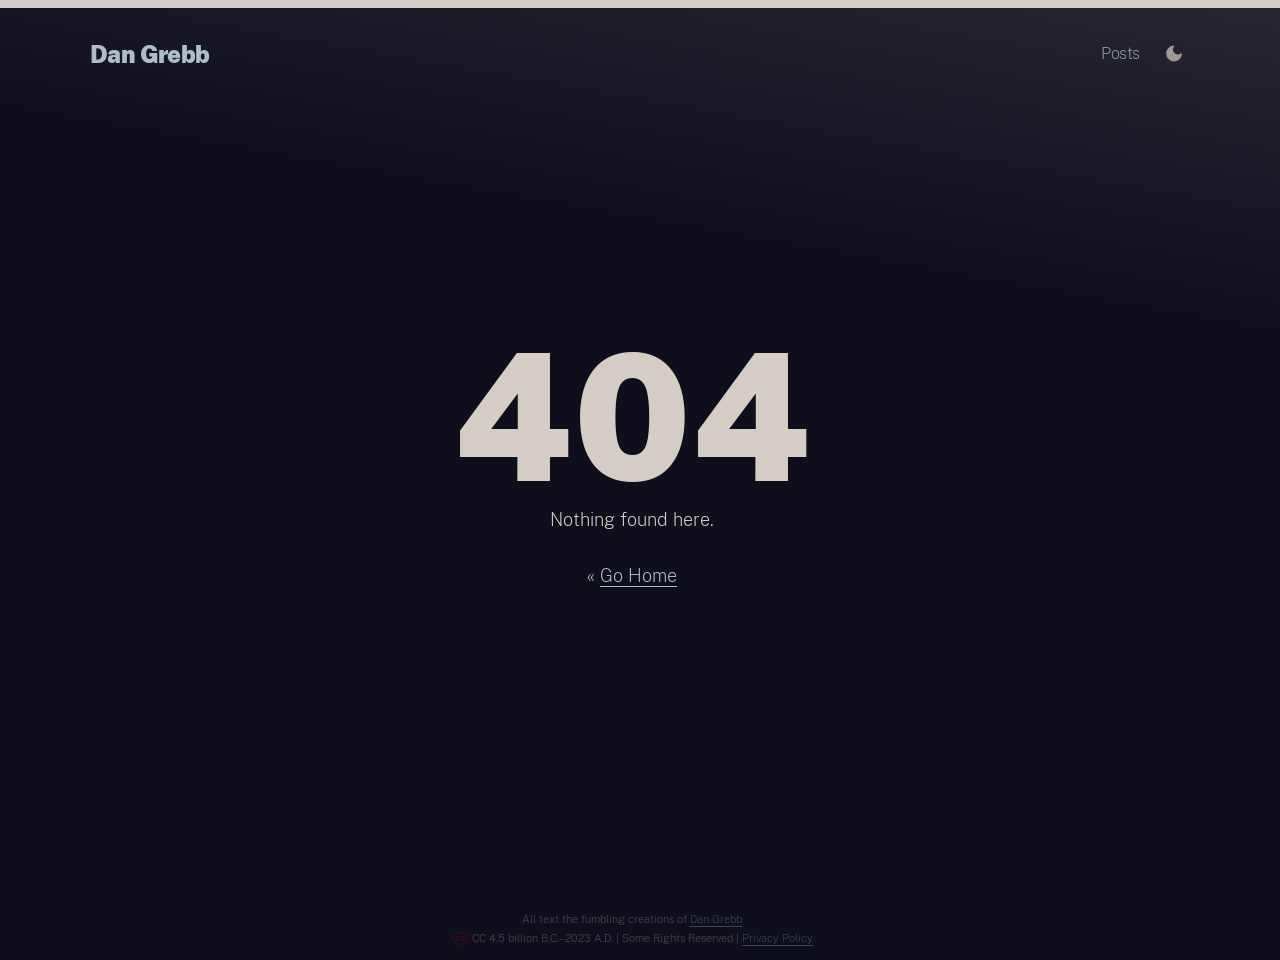 Dan Grebb
Posts
404
Nothing found here.
« Go Home
All text the fumbling creations of Dan Grebb
CC 4.5 billion B.C.–2023 A.D. | Some Rights Reserved | Privacy Policy